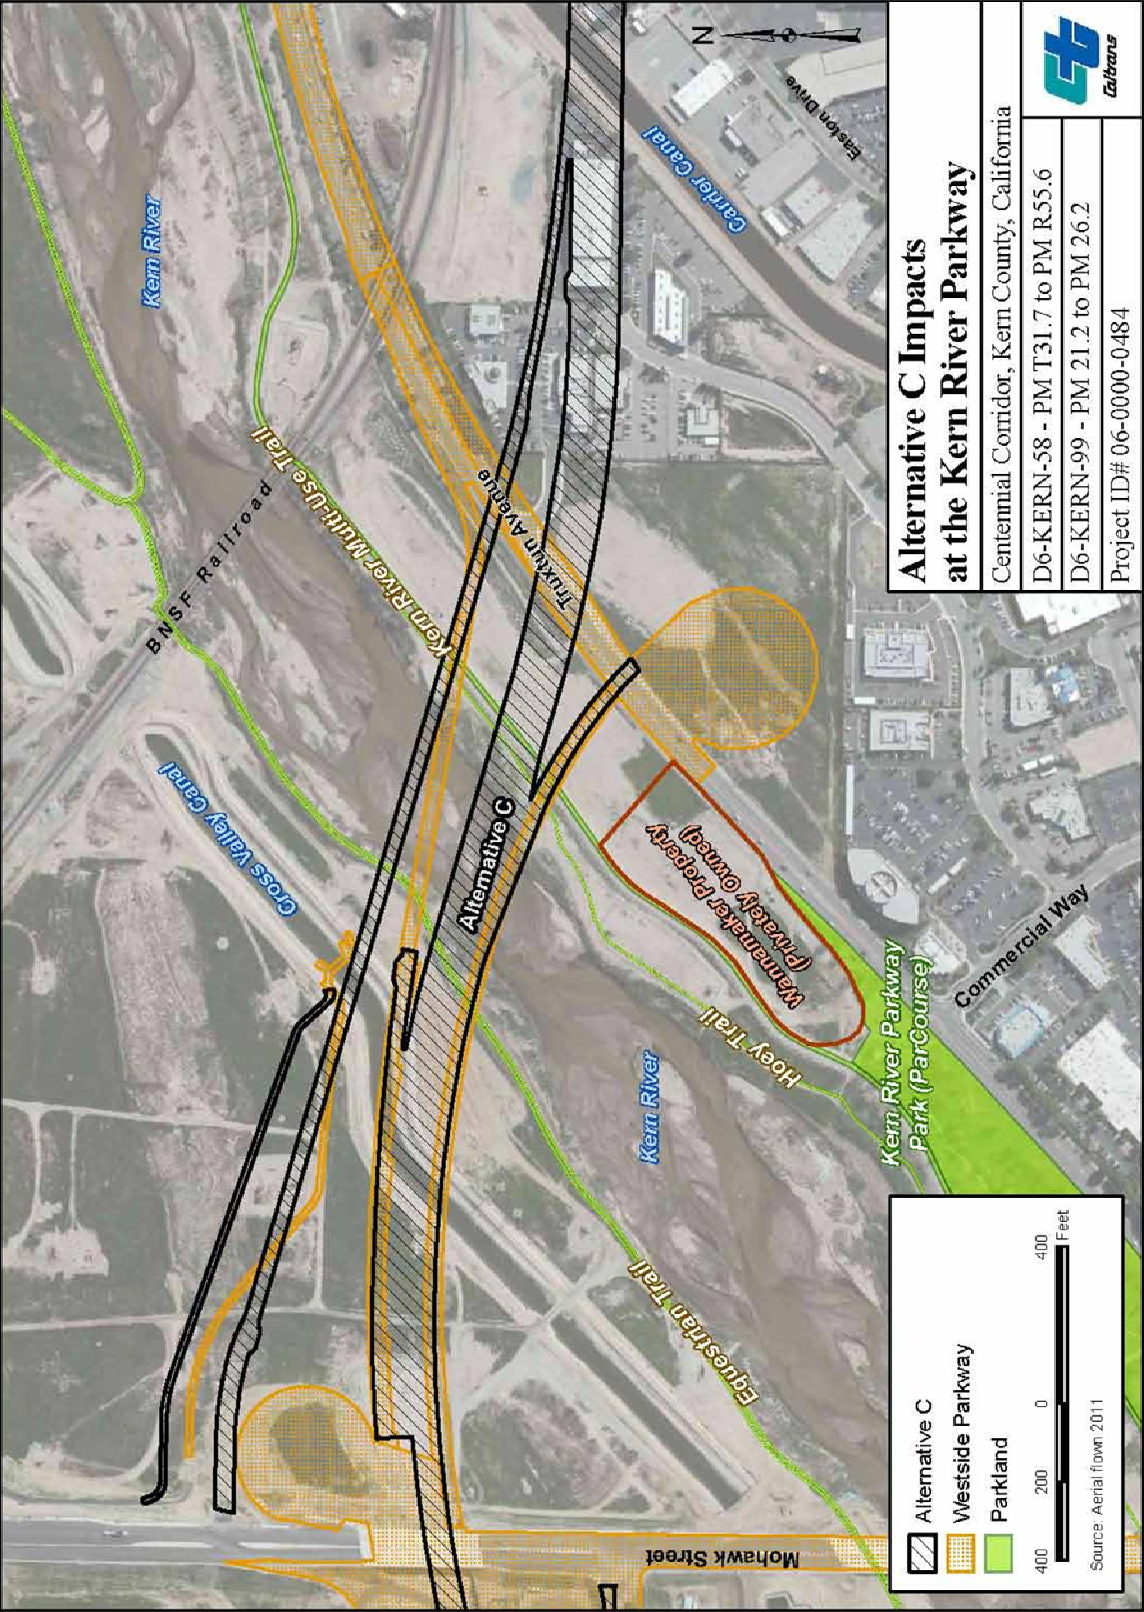 Kern River
BNSF Railroad
Kern River Multi-Use Trail
Cross Valley Canal
Truxtun Avenue
Carrier Canal
Easton Drive
N
Alternative C
Wannamaker Property
(Privately Owned)
Hoey Trail
Kern River
Equestrian Trail
Mohawk Street
Kern River Parkway
Park (ParCourse)
Commercial Way
Alternative C
Westside Parkway
Parkland
400 200 0 400
Feet
Source: Aerial flown 2011
Alternative C Impacts
at the Kern River Parkway
Centennial Corridor, Kern County, California
D6-KERN-58 - PM T31.7 to PM R55.6
D6-KERN-99 - PM 21.2 to PM 26.2
Project ID# 06-0000-0484
Caltrans